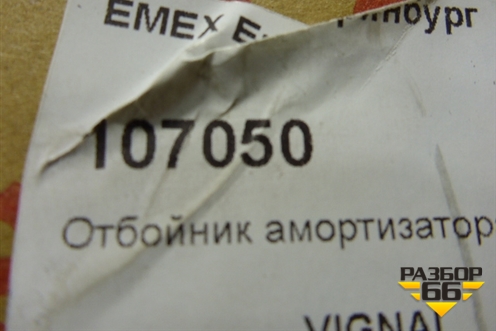 EMEX
107050
Отбойник амортизатор
VIGNAL
РАЗБОР
66